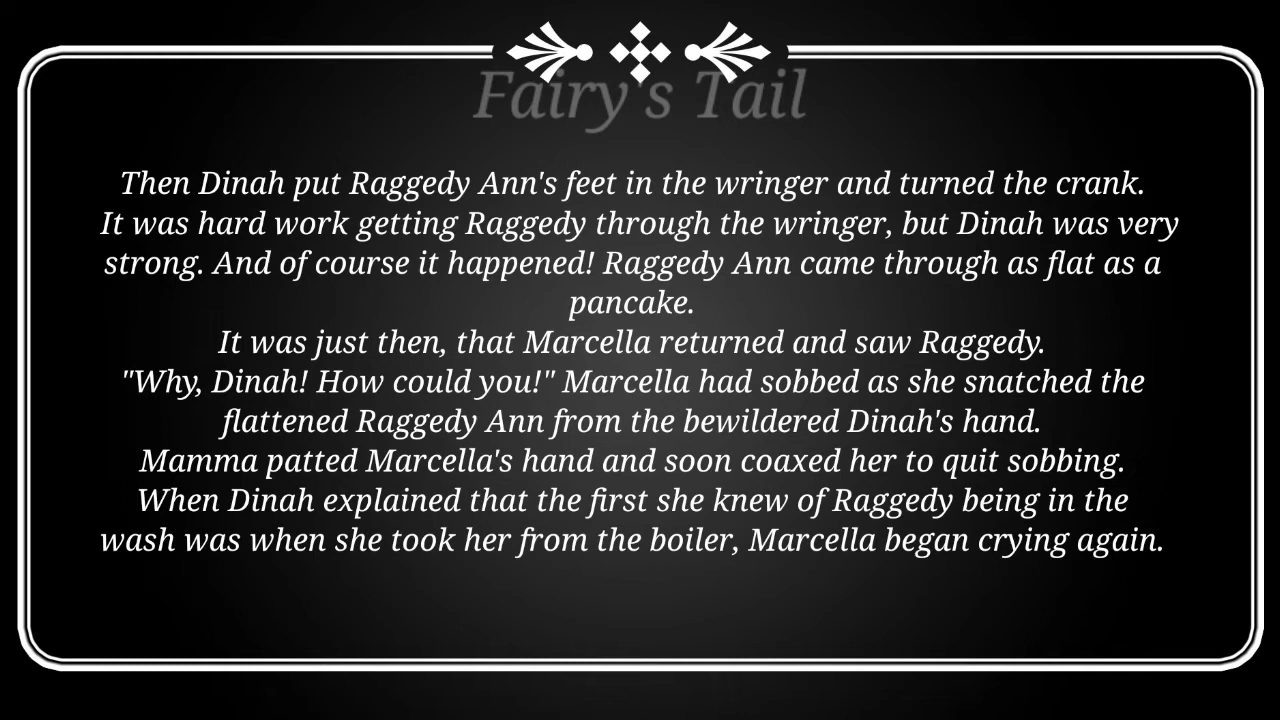 Fairy's Tail
Then Dinah put Raggedy Ann's feet in the wringer and turned the crank.
It was hard work getting Raggedy through the wringer, but Dinah was very
strong. And of course it happened! Raggedy Ann came through as flat as a
pancake.
It was just then, that Marcella returned and saw Raggedy.
"Why, Dinah! How could you!" Marcella had sobbed as she snatched the
flattened Raggedy Ann from the bewildered Dinah's hand.
Mamma patted Marcella's hand and soon coaxed her to quit sobbing.
When Dinah explained that the first she knew of Raggedy being in the
wash was when she took her from the boiler, Marcella began crying again.